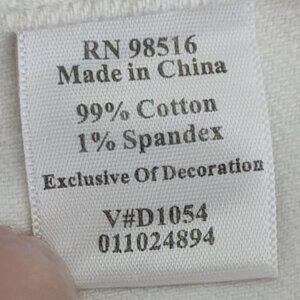 RN 98516
Made in China
99% Cotton
1% Spandex
Exclusive Of Decoration
V#D1054
011024894